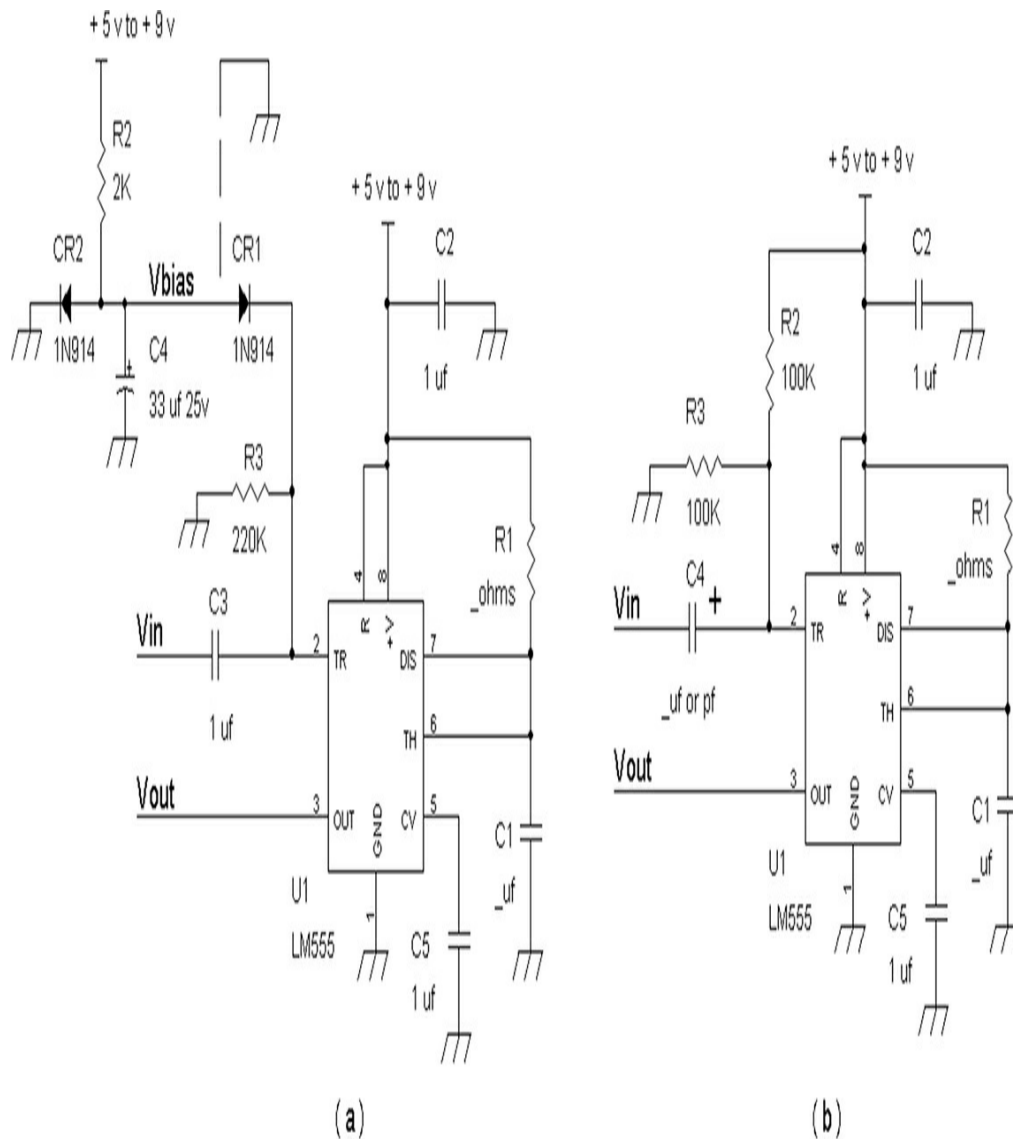 + 5 v to + 9 v
R2
2K
CR2
Vbias
CR1
1N914
C4
1N914
33 uf 25v
+
R3
220K
+ 5 v to + 9 v
C2
1 uf
R1
_ohms
C3
Vin
1 uf
Vout
4
8
R
+V
2
TR
DIS
7
TH
6
3
OUT
GND
CV
5
1
U1
LM555
C5
1 uf
C1
_uf
(a)
+ 5 v to + 9 v
C2
1 uf
R2
100K
R3
100K
R1
_ohms
C4
+
Vin
_uf or pf
Vout
4
8
R
+V
2
TR
DIS
7
TH
6
3
OUT
GND
CV
5
1
U1
LM555
C5
1 uf
C1
_uf
(b)